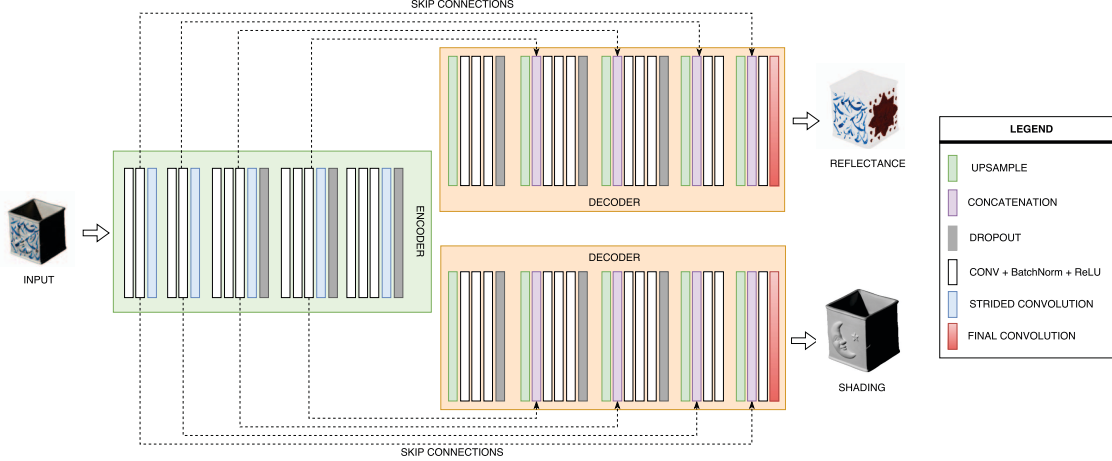 SKIP CONNECTIONS
DECODER
REFLECTANCE
LEGEND
UPSAMPLE
CONCATENATION
DROPOUT
CONV + BatchNorm + ReLU
STRIDED CONVOLUTION
FINAL CONVOLUTION
ENCODER
INPUT
DECODER
SHADING
SKIP CONNECTIONS